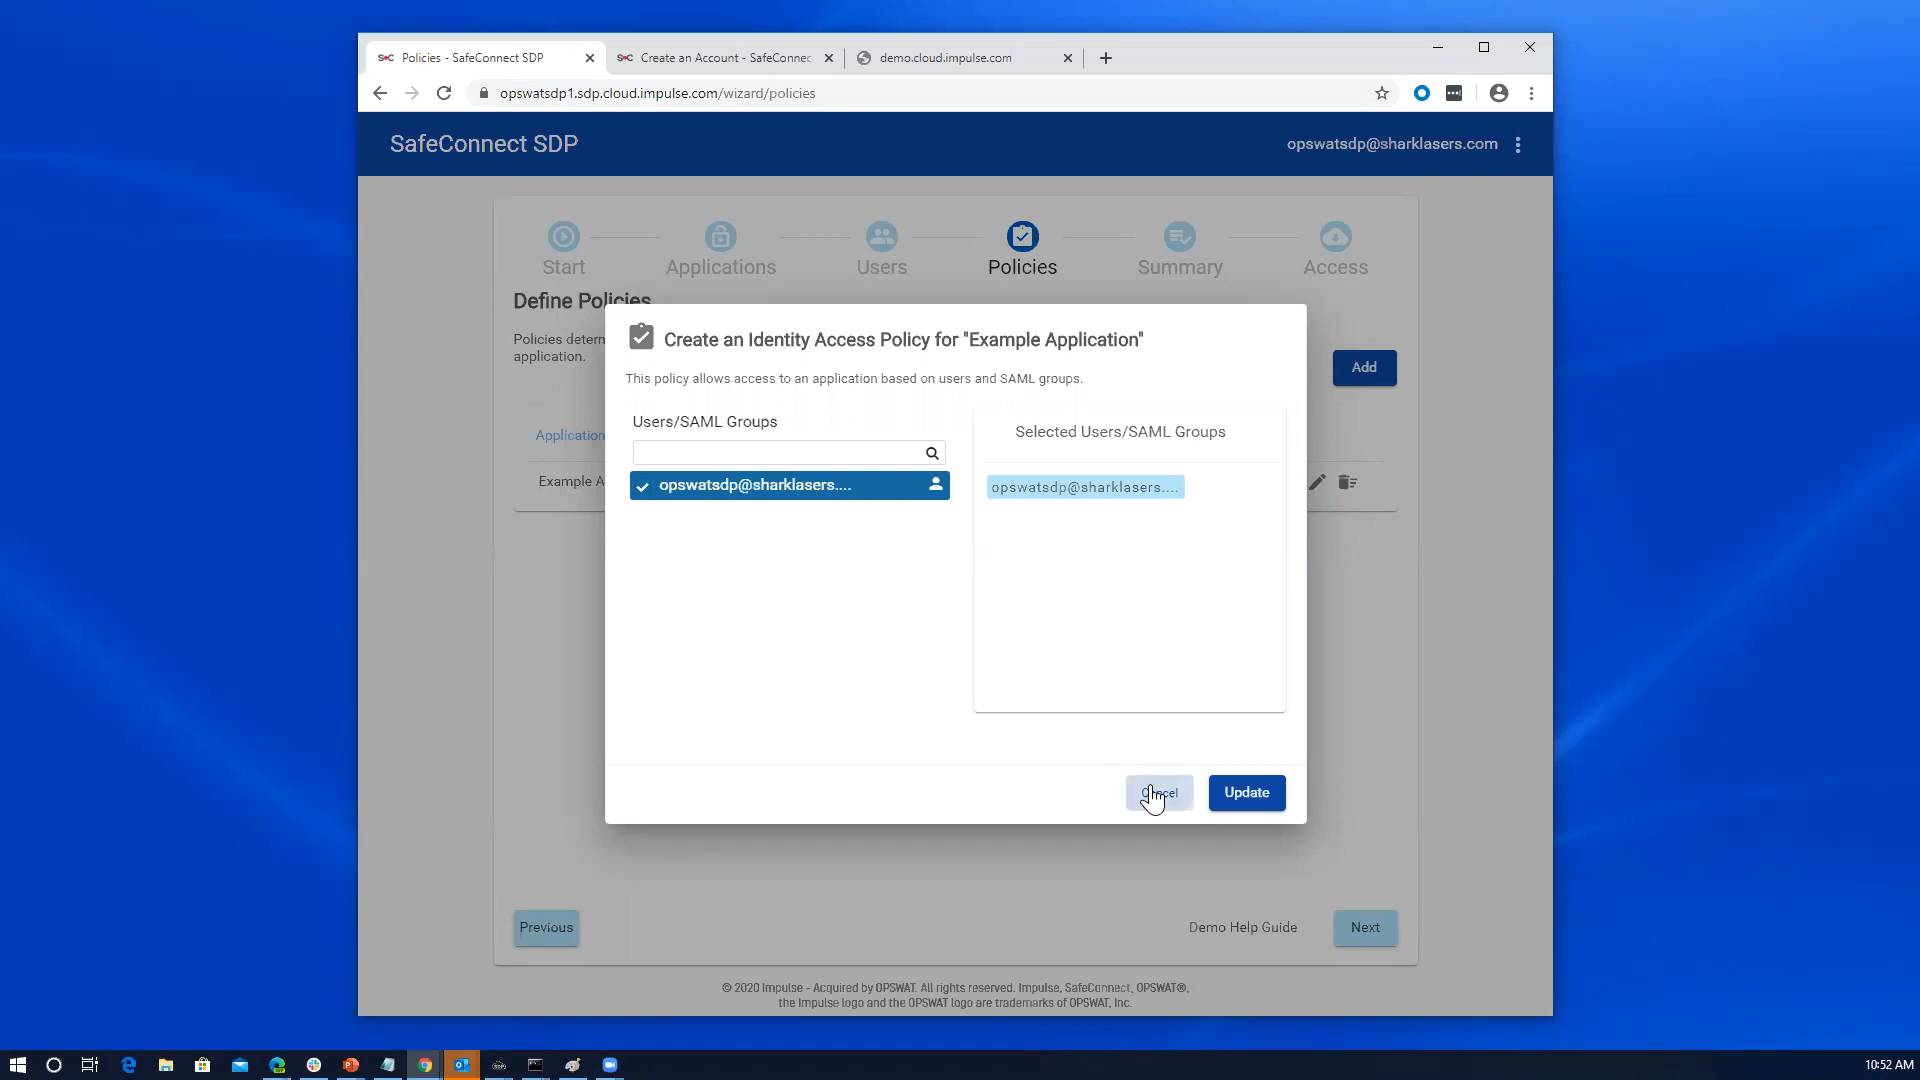 Policies - SafeConnect SDP
Create an Account - SafeConnec
demo.cloud.impulse.com
opswatsdp1.sdp.cloud.impulse.com/wizard/policies
SafeConnect SDP
opswatsdp@sharklasers.com
Start
Applications
Users
Policies
Summary
Access
Define Policies
Policies determ
application.
Add
Application
Example A
Create an Identity Access Policy for "Example Application"
This policy allows access to an application based on users and SAML groups.
Users/SAML Groups
opswatsdp@sharklasers....
Selected Users/SAML Groups
opswatsdp@sharklasers....
Cancel
Update
Previous
Demo Help Guide
Next
© 2020 Impulse - Acquired by OPSWAT. All rights reserved. Impulse, SafeConnect, OPSWAT®,
the Impulse logo and the OPSWAT logo are trademarks of OPSWAT, Inc.
10:52 AM